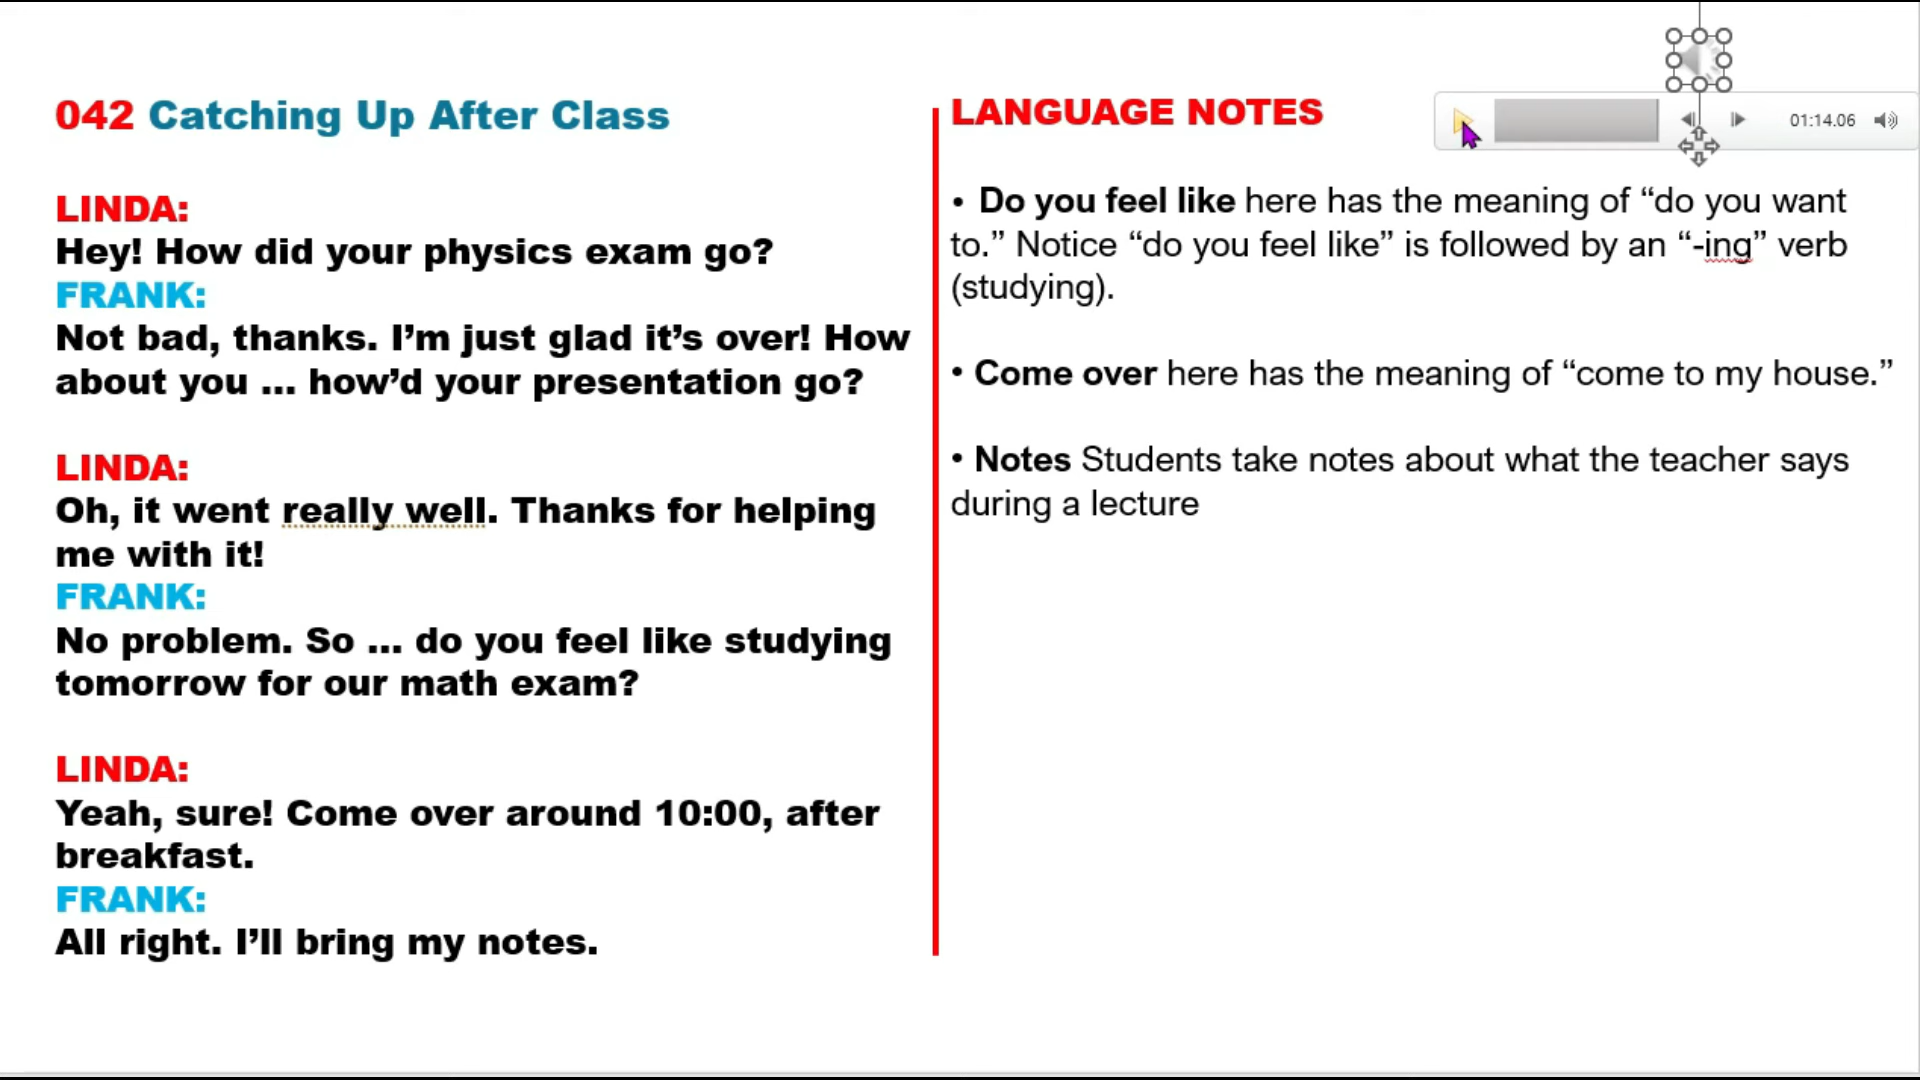 042 Catching Up After Class
LINDA:
Hey! How did your physics exam go?
FRANK:
Not bad, thanks. I’m just glad it’s over! How
about you ... how’d your presentation go?
LINDA:
Oh, it went really well. Thanks for helping
me with it!
FRANK:
No problem. So ... do you feel like studying
tomorrow for our math exam?
LINDA:
Yeah, sure! Come over around 10:00, after
breakfast.
FRANK:
All right. I’ll bring my notes.
LANGUAGE NOTES
01:14.06
• Do you feel like here has the meaning of “do you want
to.” Notice “do you feel like” is followed by an “-ing” verb
(studying).
• Come over here has the meaning of “come to my house.”
• Notes Students take notes about what the teacher says
during a lecture